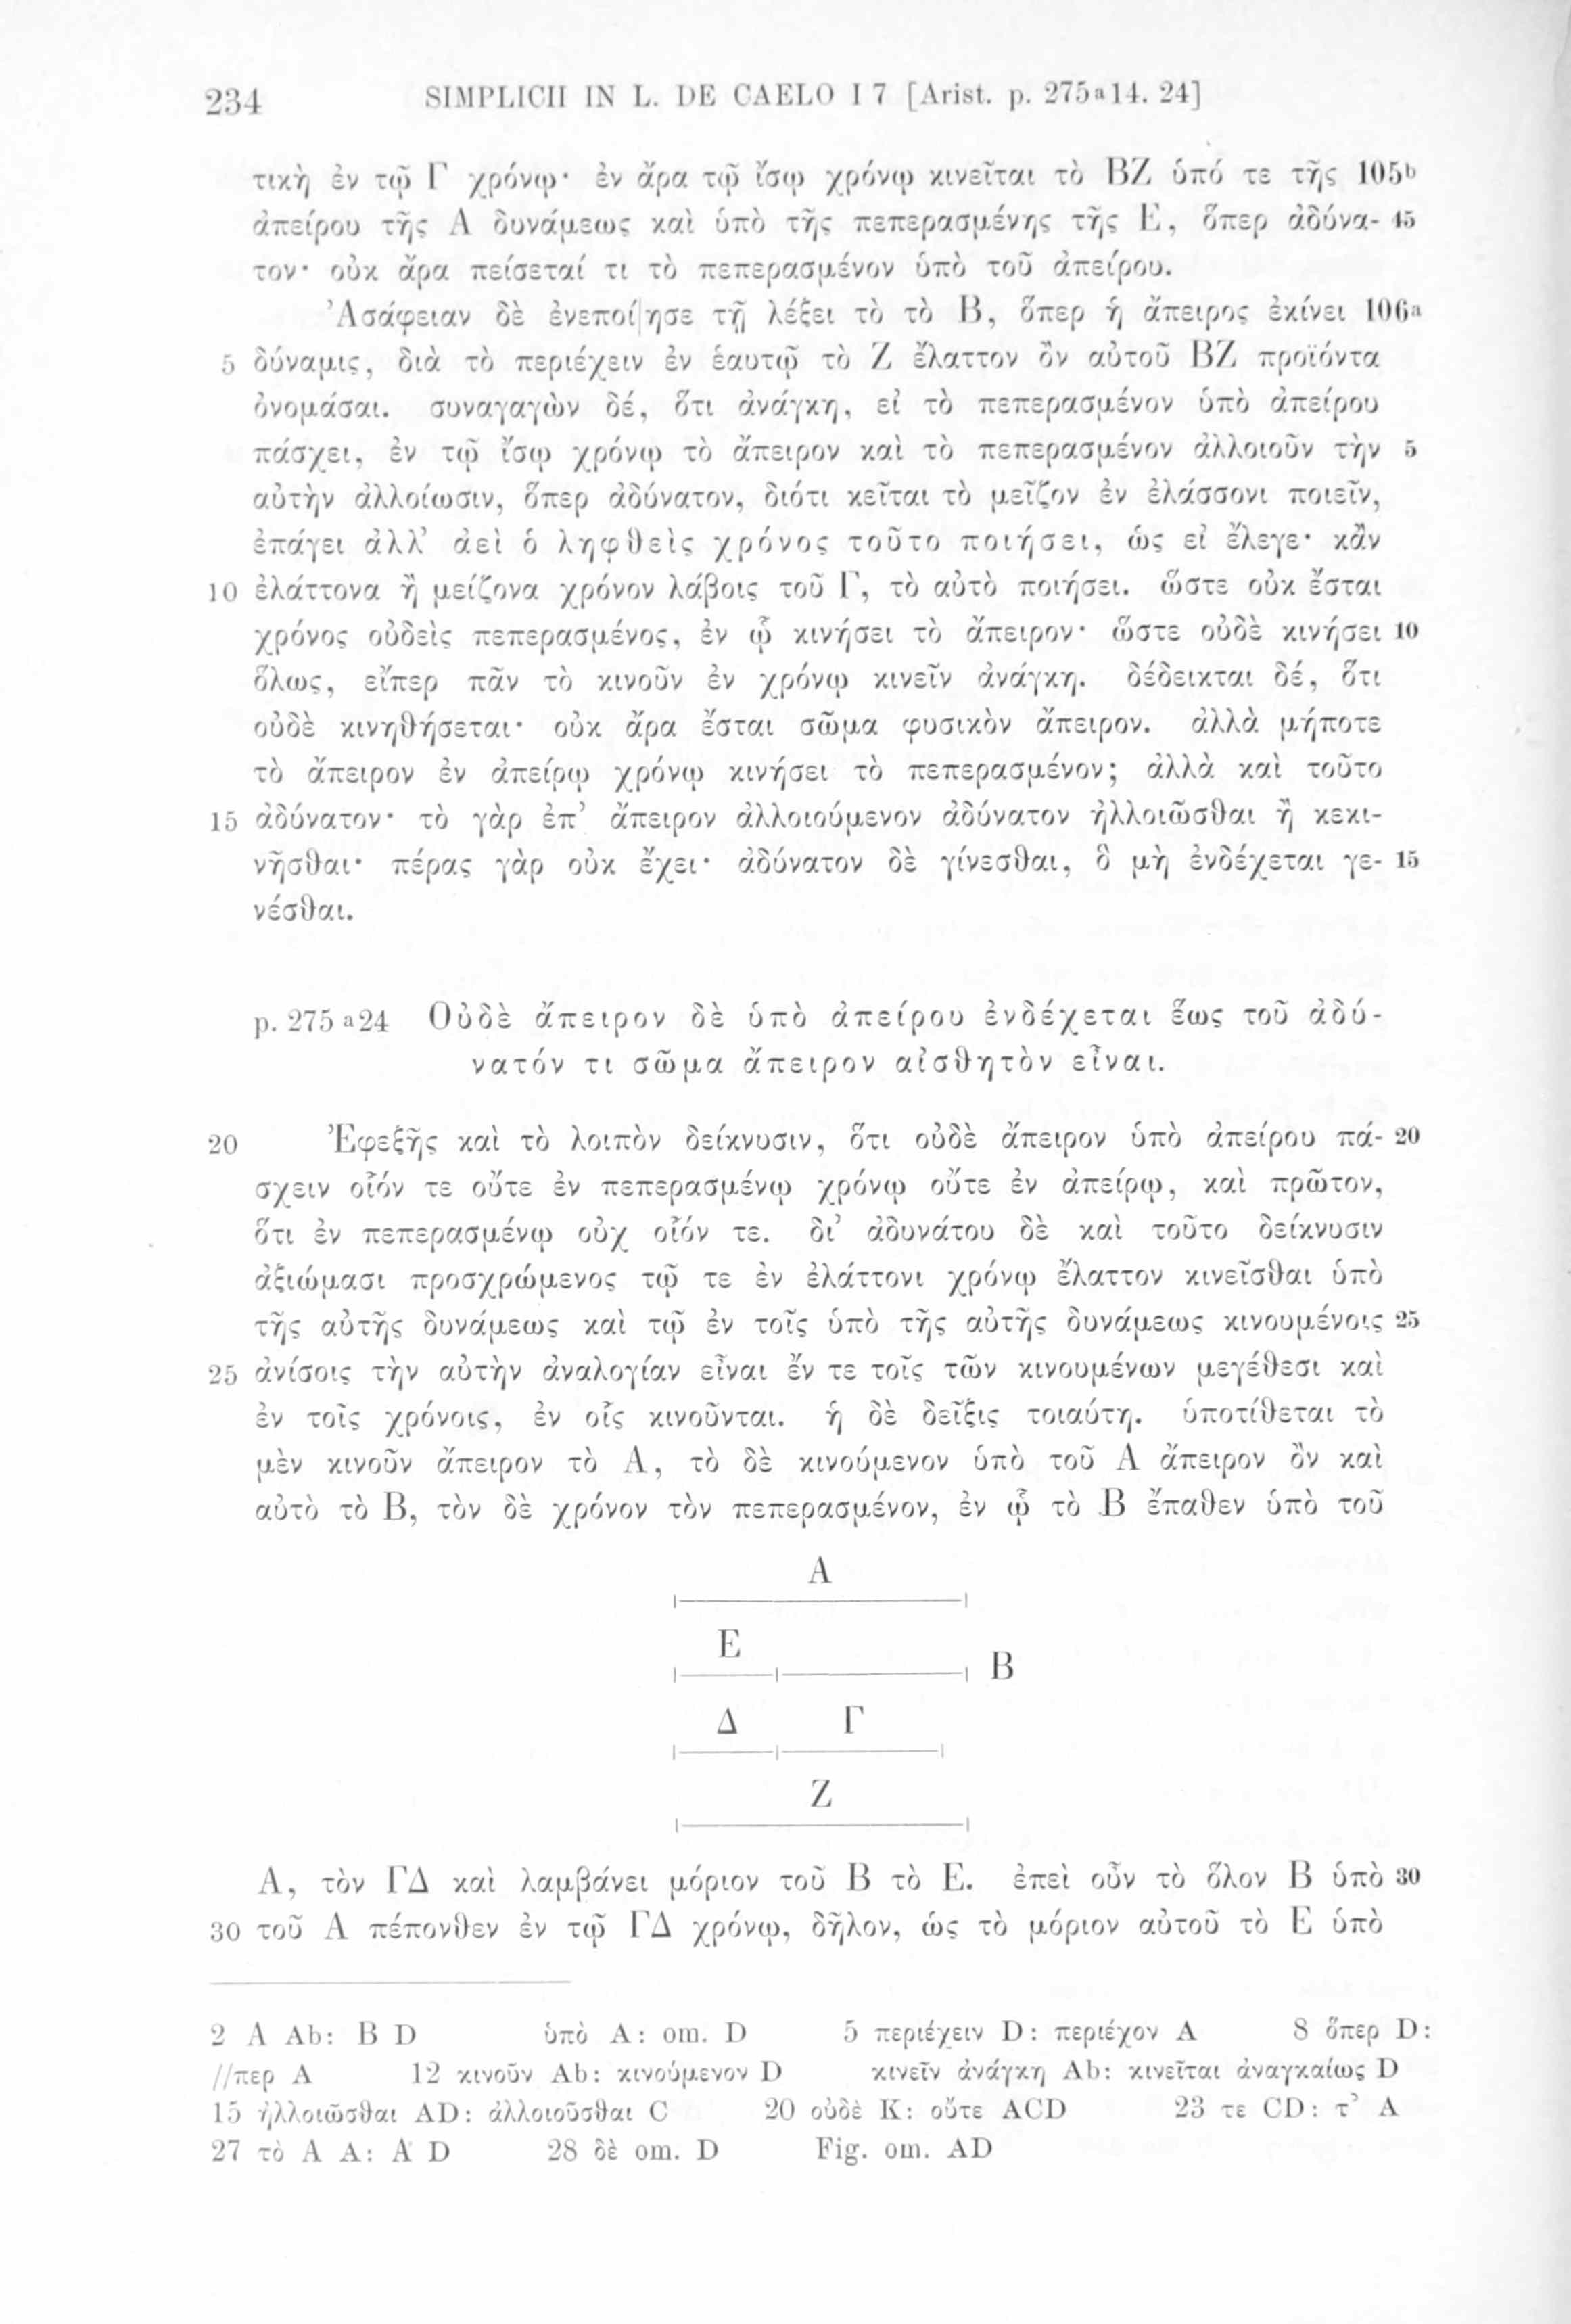 234 SIMPLICII IN L. DE CAELO I 7 [Arist. p. 275a14. 24]
τικὴ ἐν τῷ Γ χρόνῳ· ἐν ἄρα τῷ ἴσῳ χρόνῳ κινεῖται τὸ ΒΖ ὑπό τε τῆς 105b
ἀπείρου τῆς Α δυνάμεως καὶ ὑπὸ τῆς πεπερασμένης τῆς Ε, ὅπερ ἀδύνα- 45
τον· οὐκ ἄρα πείσεταί τι τὸ πεπερασμένον ὑπὸ τοῦ ἀπείρου.
Ἀσάφειαν δὲ ἐνεποί|ησε τῇ λέξει τὸ τὸ Β, ὅπερ ἡ ἄπειρος ἐκίνει 106a
5 δύναμις, διὰ τὸ περιέχειν ἐν ἑαυτῷ τὸ Ζ ἔλαττον ὂν αὐτοῦ ΒΖ προϊόντα
ὀνομάσαι. συναγαγὼν δέ, ὅτι ἀνάγκη, εἰ τὸ πεπερασμένον ὑπὸ ἀπείρου
πάσχει, ἐν τῷ ἴσῳ χρόνῳ τὸ ἄπειρον καὶ τὸ πεπερασμένον ἀλλοιοῦν τὴν 5
αὐτὴν ἀλλοίωσιν, ὅπερ ἀδύνατον, διότι κεῖται τὸ μεῖζον ἐν ἐλάσσονι ποιεῖν,
ἐπάγει ἀλλ’ ἀεὶ ὁ ληφθεὶς χρόνος τοῦτο ποιήσει, ὡς εἰ ἔλεγε· κἂν
10 ἐλάττονα ἢ μείζονα χρόνον λάβοις τοῦ Γ, τὸ αὐτὸ ποιήσει. ὥστε οὐκ ἔσται
χρόνος οὐδεὶς πεπερασμένος, ἐν ᾧ κινήσει τὸ ἄπειρον· ὥστε οὐδὲ κινήσει 10
ὅλως, εἴπερ πᾶν τὸ κινοῦν ἐν χρόνῳ κινεῖν ἀνάγκη. δέδεικται δέ, ὅτι
οὐδὲ κινηθήσεται· οὐκ ἄρα ἔσται σῶμα φυσικὸν ἄπειρον. ἀλλὰ μήποτε
τὸ ἄπειρον ἐν ἀπείρῳ χρόνῳ κινήσει τὸ πεπερασμένον; ἀλλὰ καὶ τοῦτο
15 ἀδύνατον· τὸ γὰρ ἐπ’ ἄπειρον ἀλλοιούμενον ἀδύνατον ἠλλοιῶσθαι ἢ κεκι-
νῆσθαι· πέρας γὰρ οὐκ ἔχει· ἀδύνατον δὲ γίνεσθαι, ὃ μὴ ἐνδέχεται γε- 15
νέσθαι.
p. 275a24 Οὐδὲ ἄπειρον δὲ ὑπὸ ἀπείρου ἐνδέχεται ἕως τοῦ ἀδύ-
νατόν τι σῶμα ἄπειρον αἰσθητὸν εἶναι.
20 Ἐφεξῆς καὶ τὸ λοιπὸν δείκνυσιν, ὅτι οὐδὲ ἄπειρον ὑπὸ ἀπείρου πά- 20
σχειν οἷόν τε οὔτε ἐν πεπερασμένῳ χρόνῳ οὔτε ἐν ἀπείρῳ, καὶ πρῶτον,
ὅτι ἐν πεπερασμένῳ οὐχ οἷόν τε. δι’ ἀδυνάτου δὲ καὶ τοῦτο δείκνυσιν
ἀξιώμασι προσχρώμενος τῷ τε ἐν ἐλάττονι χρόνῳ ἔλαττον κινεῖσθαι ὑπὸ
τῆς αὐτῆς δυνάμεως καὶ τῷ ἐν τοῖς ὑπὸ τῆς αὐτῆς δυνάμεως κινουμένοις 25
25 ἀνίσοις τὴν αὐτὴν ἀναλογίαν εἶναι ἔν τε τοῖς τῶν κινουμένων μεγέθεσι καὶ
ἐν τοῖς χρόνοις, ἐν οἷς κινοῦνται. ἡ δὲ δεῖξις τοιαύτη. ὑποτίθεται τὸ
μὲν κινοῦν ἄπειρον τὸ Α, τὸ δὲ κινούμενον ὑπὸ τοῦ Α ἄπειρον ὂν καὶ
αὐτὸ τὸ Β, τὸν δὲ χρόνον τὸν πεπερασμένον, ἐν ᾧ τὸ Β ἔπαθεν ὑπὸ τοῦ
Α
Ε
Β
Δ Γ
Ζ
Α, τὸν ΓΔ καὶ λαμβάνει μόριον τοῦ Β τὸ Ε. ἐπεὶ οὖν τὸ ὅλον Β ὑπὸ 30
30 τοῦ Α πέπονθεν ἐν τῷ ΓΔ χρόνῳ, δῆλον, ὡς τὸ μόριον αὐτοῦ τὸ Ε ὑπὸ
2 Α Ab: Β D ὑπὸ A: om. D 5 περιέχειν D: περιέχον A 8 ὅπερ D:
//περ A 12 κινοῦν Ab: κινούμενον D κινεῖν ἀνάγκη Ab: κινεῖται ἀναγκαίως D
15 ἠλλοιῶσθαι AD: ἀλλοιοῦσθαι C 20 οὐδὲ K: οὔτε ACD 23 τε CD: τ’ A
27 τὸ Α A: Α D 28 δὲ om. D Fig. om. AD